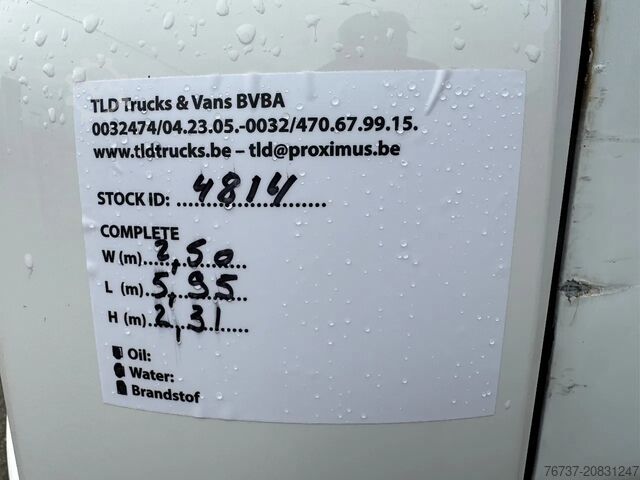 TLD Trucks & Vans BVBA
0032474/04.23.05.-0032/470.67.99.15.
www.tldtrucks.be – tld@proximus.be
STOCK ID: 4814
COMPLETE
W (m) 2,50
L (m) 5,95
H (m) 2,31
Oil:
Water:
Brandstof
76737-20831247